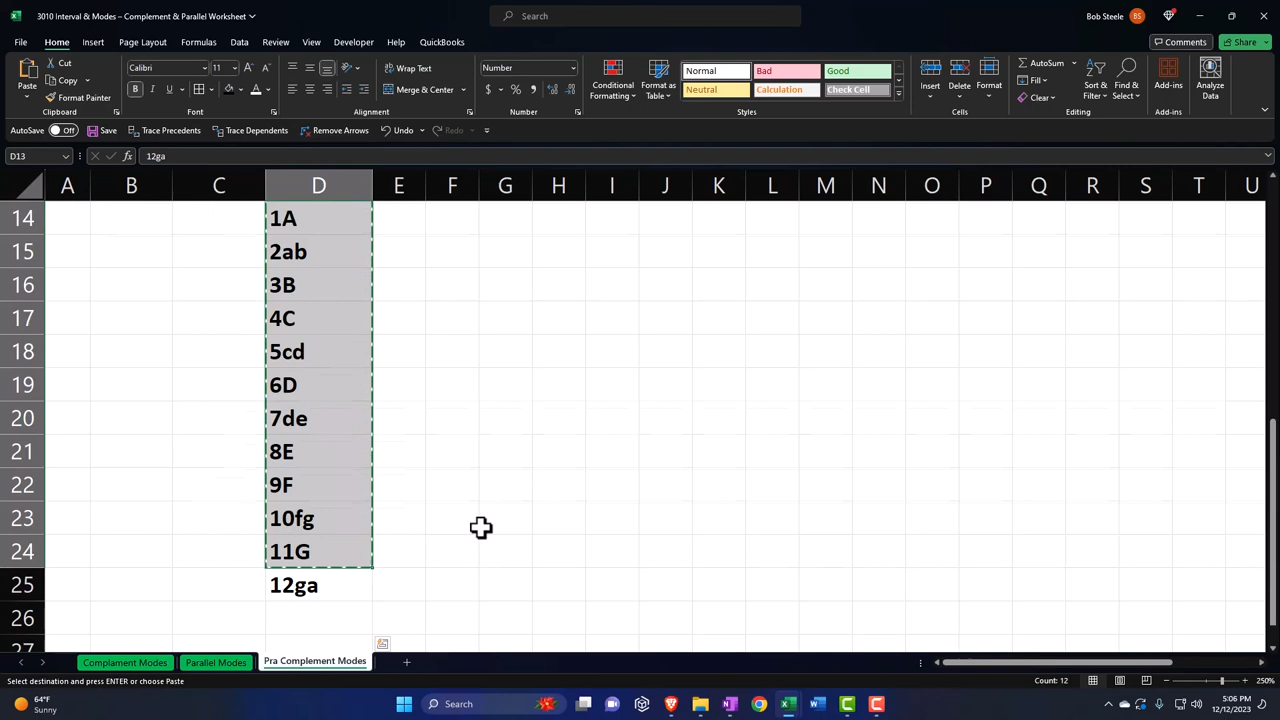 3010 Interval & Modes – Complement & Parallel Worksheet
Search
Bob Steele BS
File Home Insert Page Layout Formulas Data Review View Developer Help QuickBooks
Comments Share
Paste
Cut
Copy
Format Painter
Clipboard
Calibri 11
Font
Wrap Text
Merge & Center
Alignment
Number
Number
Conditional Formatting
Format as Table
Normal Bad Good
Neutral Calculation Check Cell
Styles
Insert Delete Format
Cells
AutoSum
Fill
Clear
Sort & Filter
Find & Select
Editing
Add-ins
Add-ins
Analyze Data
AutoSave Off Save Trace Precedents Trace Dependents Remove Arrows Undo Redo
D13 fx 12ga
A B C D E F G H I J K L M N O P Q R S T U
14 1A
15 2ab
16 3B
17 4C
18 5cd
19 6D
20 7de
21 8E
22 9F
23 10fg
24 11G
25 12ga
26
27
Complament Modes Parallel Modes Pra Complement Modes
Select destination and press ENTER or choose Paste
Count: 12
250%
64°F
Sunny
Search
5:06 PM
12/12/2023